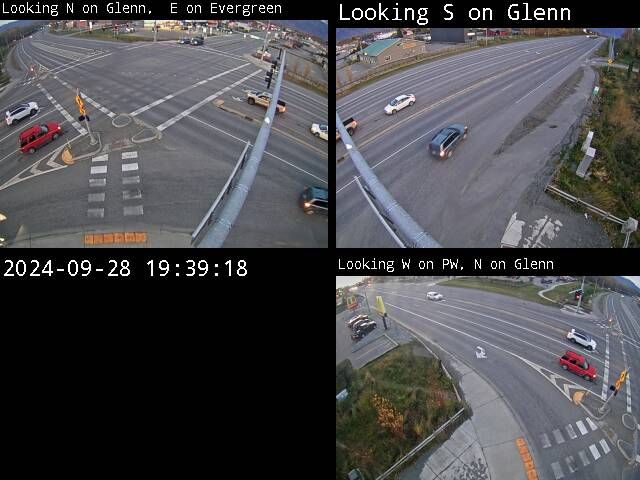 Looking N on Glenn,  E on Evergreen
Looking S on Glenn
2024-09-28 19:39:18
Looking W on PW, N on Glenn